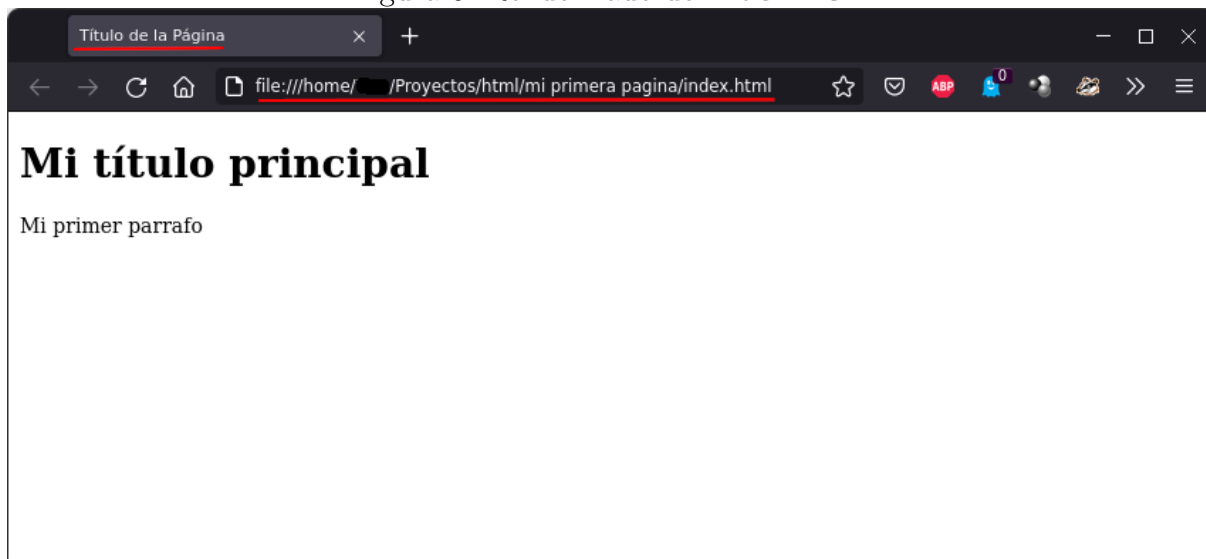 Título de la Página
file:///home/ /Proyectos/html/mi primera pagina/index.html
ABP
0
Mi título principal
Mi primer parrafo